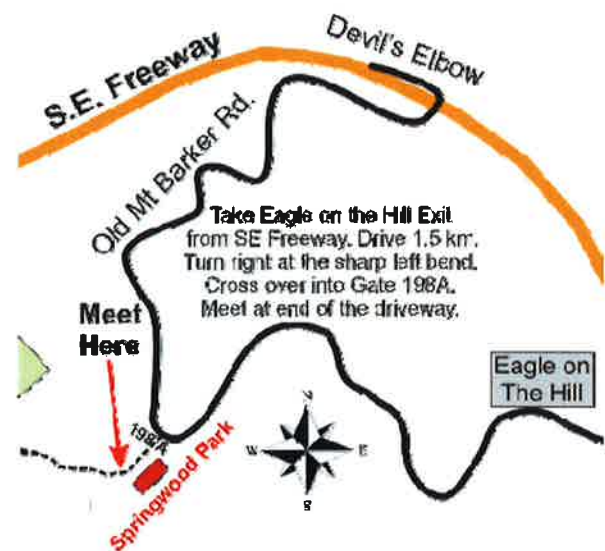 Devil's Elbow
S.E. Freeway
Old Mt Barker Rd.
Take Eagle on the Hill Exit
from SE Freeway. Drive 1.5 km.
Turn right at the sharp left bend.
Cross over into Gate 198A.
Meet at end of the driveway.
Meet
Here
Eagle on
The Hill
198A
Springwood Park
N
W
E
S